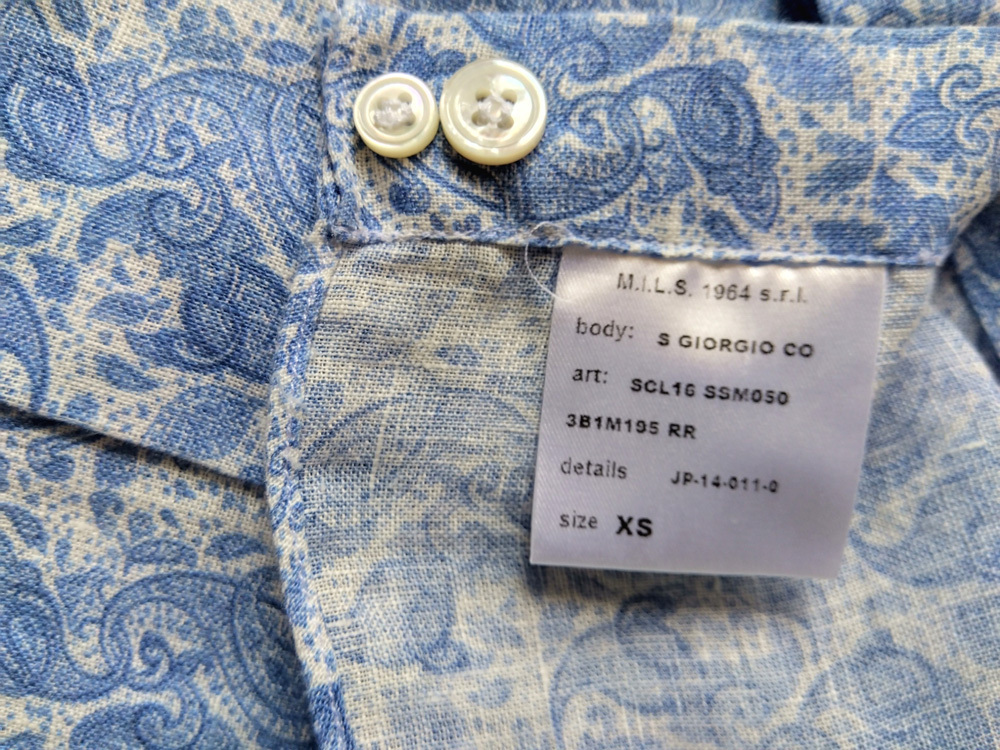 M.I.L.S. 1964 s.r.l.
body: S GIORGIO CO
art: SCL16 SSM050
3B1M195 RR
details JP-14-011-0
size XS